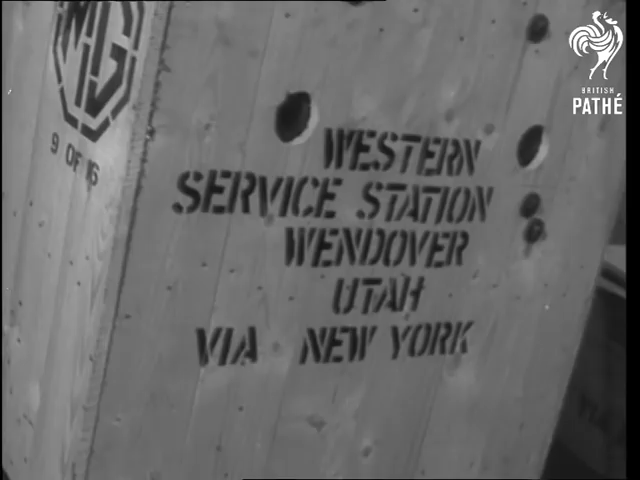 MG
9 OF 16
WESTERN
SERVICE STATION
WENDOVER
UTAH
VIA NEW YORK
BRITISH
PATHÉ